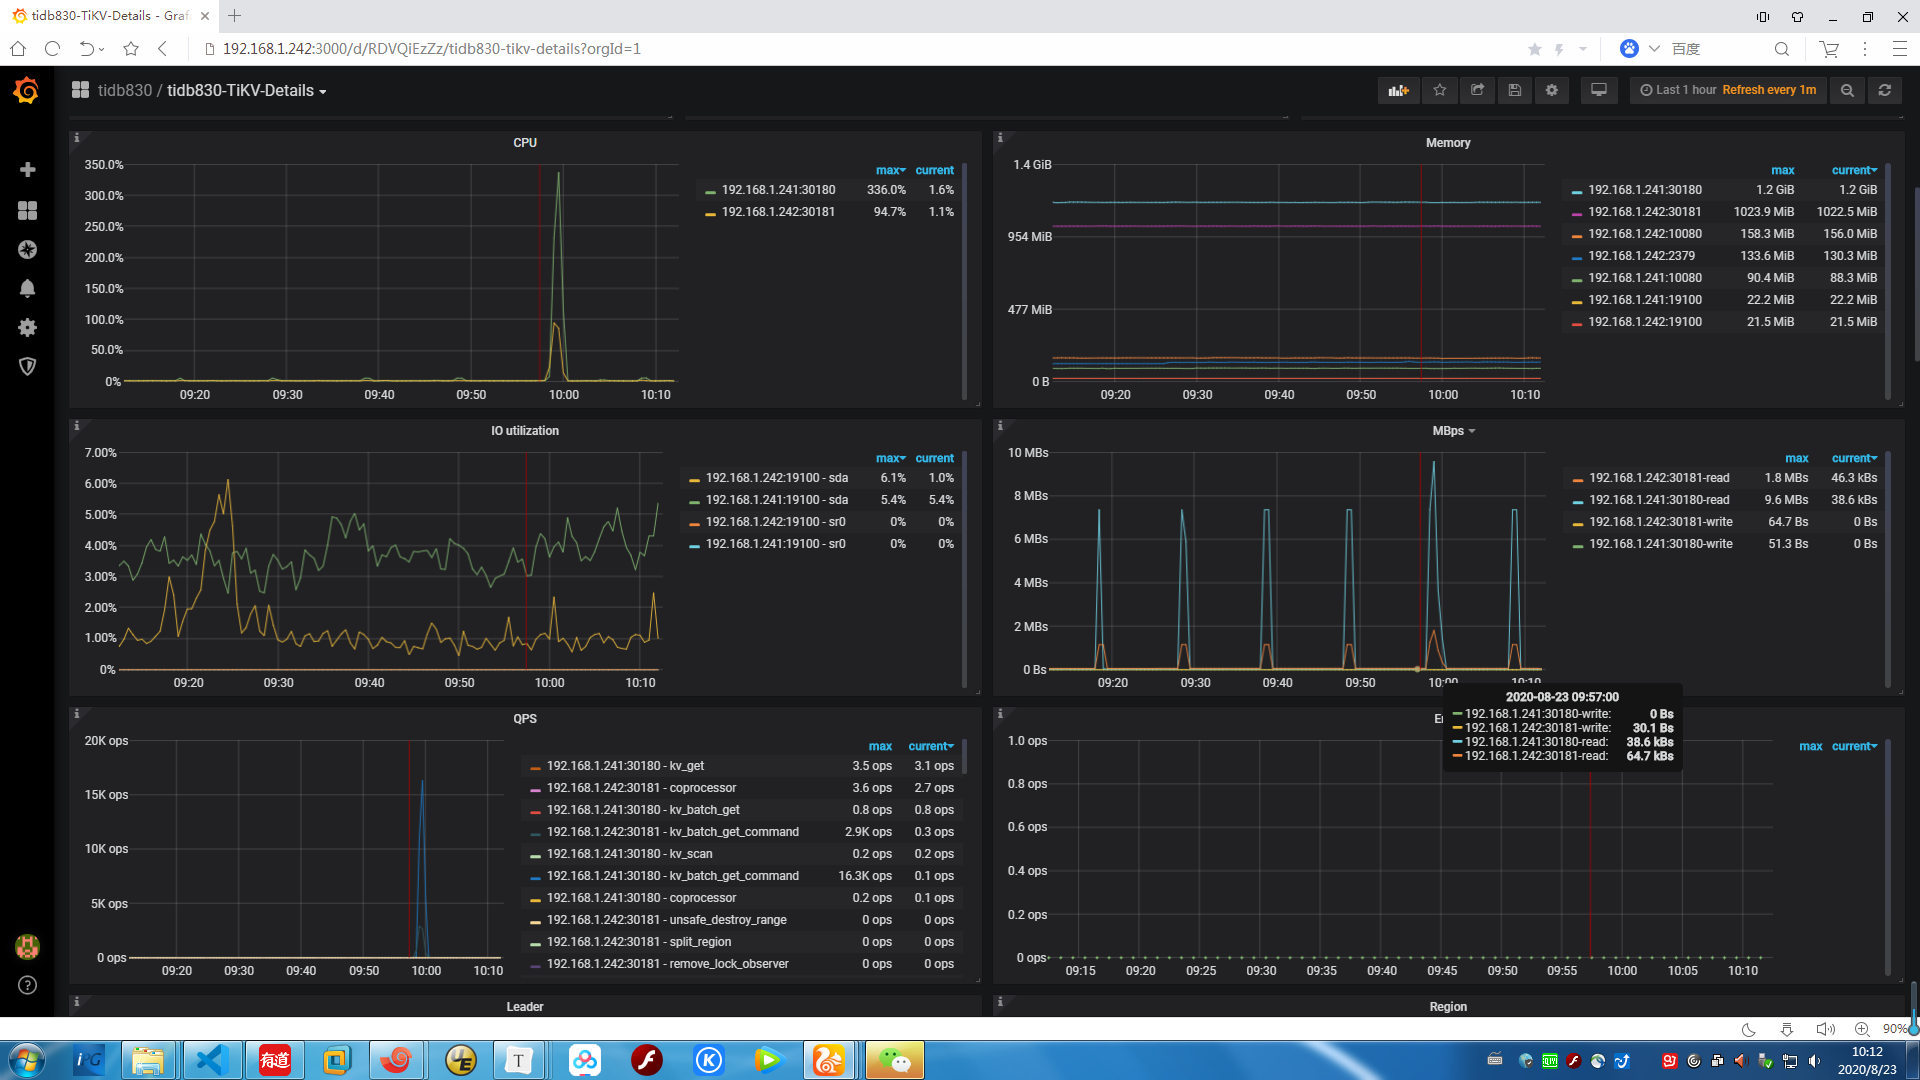 tidb830-TiKV-Details - Graf
192.168.1.242:3000/d/RDVQiEzZz/tidb830-tikv-details?orgId=1
百度
tidb830 / tidb830-TiKV-Details
Last 1 hour Refresh every 1m
CPU
350.0%
300.0%
250.0%
200.0%
150.0%
100.0%
50.0%
0%
09:20 09:30 09:40 09:50 10:00 10:10
max current
192.168.1.241:30180 336.0% 1.6%
192.168.1.242:30181 94.7% 1.1%
Memory
1.4 GiB
954 MiB
477 MiB
0 B
09:20 09:30 09:40 09:50 10:00 10:10
max current
192.168.1.241:30180 1.2 GiB 1.2 GiB
192.168.1.242:30181 1023.9 MiB 1022.5 MiB
192.168.1.242:10080 158.3 MiB 156.0 MiB
192.168.1.242:2379 133.6 MiB 130.3 MiB
192.168.1.241:10080 90.4 MiB 88.3 MiB
192.168.1.241:19100 22.2 MiB 22.2 MiB
192.168.1.242:19100 21.5 MiB 21.5 MiB
IO utilization
7.00%
6.00%
5.00%
4.00%
3.00%
2.00%
1.00%
0%
09:20 09:30 09:40 09:50 10:00 10:10
max current
192.168.1.242:19100 - sda 6.1% 1.0%
192.168.1.241:19100 - sda 5.4% 5.4%
192.168.1.242:19100 - sr0 0% 0%
192.168.1.241:19100 - sr0 0% 0%
MBps
10 MBs
8 MBs
6 MBs
4 MBs
2 MBs
0 Bs
09:20 09:30 09:40 09:50 10:00 10:10
max current
192.168.1.242:30181-read 1.8 MBs 46.3 kBs
192.168.1.241:30180-read 9.6 MBs 38.6 kBs
192.168.1.242:30181-write 64.7 Bs 0 Bs
192.168.1.241:30180-write 51.3 Bs 0 Bs
2020-08-23 09:57:00
192.168.1.241:30180-write: 0 Bs
192.168.1.242:30181-write: 30.1 Bs
192.168.1.241:30180-read: 38.6 kBs
192.168.1.242:30181-read: 64.7 kBs
QPS
20K ops
15K ops
10K ops
5K ops
0 ops
09:20 09:30 09:40 09:50 10:00 10:10
max current
192.168.1.241:30180 - kv_get 3.5 ops 3.1 ops
192.168.1.242:30181 - coprocessor 3.6 ops 2.7 ops
192.168.1.241:30180 - kv_batch_get 0.8 ops 0.8 ops
192.168.1.242:30181 - kv_batch_get_command 2.9K ops 0.3 ops
192.168.1.241:30180 - kv_scan 0.2 ops 0.2 ops
192.168.1.241:30180 - kv_batch_get_command 16.3K ops 0.1 ops
192.168.1.241:30180 - coprocessor 0.2 ops 0.1 ops
192.168.1.242:30181 - unsafe_destroy_range 0 ops 0 ops
192.168.1.242:30181 - split_region 0 ops 0 ops
192.168.1.242:30181 - remove_lock_observer 0 ops 0 ops
1.0 ops
0.8 ops
0.6 ops
0.4 ops
0.2 ops
0 ops
09:15 09:20 09:25 09:30 09:35 09:40 09:45 09:50 09:55 10:00 10:05 10:10
max current
Leader
Region
90%
iPG
有道
UE
T
K
10:12
2020/8/23